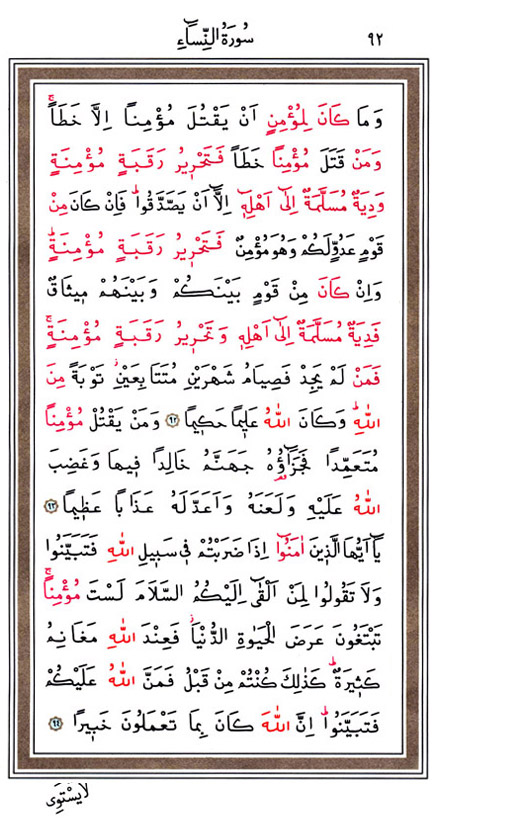 ٩٢ سُورَةُ النِّسَٓاءِ
وَمَا كَانَ لِمُؤْمِنٍ اَنْ يَقْتُلَ مُؤْمِنًا اِلَّا خَطَـًٔاۚ
وَمَنْ قَتَلَ مُؤْمِنًا خَطَـًٔا فَتَحْر۪يرُ رَقَبَةٍ مُؤْمِنَةٍ
وَدِيَةٌ مُسَلَّمَةٌ اِلٰٓى اَهْلِه۪ٓ اِلَّٓا اَنْ يَصَّدَّقُواۜ فَاِنْ كَانَ مِنْ
قَوْمٍ عَدُوٍّ لَكُمْ وَهُوَ مُؤْمِنٌ فَتَحْر۪يرُ رَقَبَةٍ مُؤْمِنَةٍۜ
وَاِنْ كَانَ مِنْ قَوْمٍ بَيْنَكُمْ وَبَيْنَهُمْ م۪يثَاقٌ
فَدِيَةٌ مُسَلَّمَةٌ اِلٰٓى اَهْلِه۪ وَتَحْر۪يرُ رَقَبَةٍ مُؤْمِنَةٍۚ
فَمَنْ لَمْ يَجِدْ فَصِيَامُ شَهْرَيْنِ مُتَتَابِعَيْنِۘ تَوْبَةً مِنَ
اللّٰهِۜ وَكَانَ اللّٰهُ عَل۪يمًا حَك۪يمًا ﴿٩٢﴾ وَمَنْ يَقْتُلْ مُؤْمِنًا
مُتَعَمِّدًا فَجَزَٓاؤُ۬هُ جَهَنَّمُ خَالِدًا ف۪يهَا وَغَضِبَ
اللّٰهُ عَلَيْهِ وَلَعَنَهُ وَاَعَدَّ لَهُ عَذَابًا عَظ۪يمًا ﴿٩٣﴾
يَٓا اَيُّهَا الَّذ۪ينَ اٰمَنُٓوا اِذَا ضَرَبْتُمْ ف۪ي سَب۪يلِ اللّٰهِ فَتَبَيَّنُوا
وَلَا تَقُولُوا لِمَنْ اَلْقٰٓى اِلَيْكُمُ السَّلَامَ لَسْتَ مُؤْمِنًاۚ
تَبْتَغُونَ عَرَضَ الْحَيٰوةِ الدُّنْيَاۘ فَعِنْدَ اللّٰهِ مَغَانِمُ
كَث۪يرَةٌۜ كَذٰلِكَ كُنْتُمْ مِنْ قَبْلُ فَمَنَّ اللّٰهُ عَلَيْكُمْ
فَتَبَيَّنُواۜ اِنَّ اللّٰهَ كَانَ بِمَا تَعْمَلُونَ خَب۪يرًا ﴿٩٤﴾
لَا يَسْتَوِي